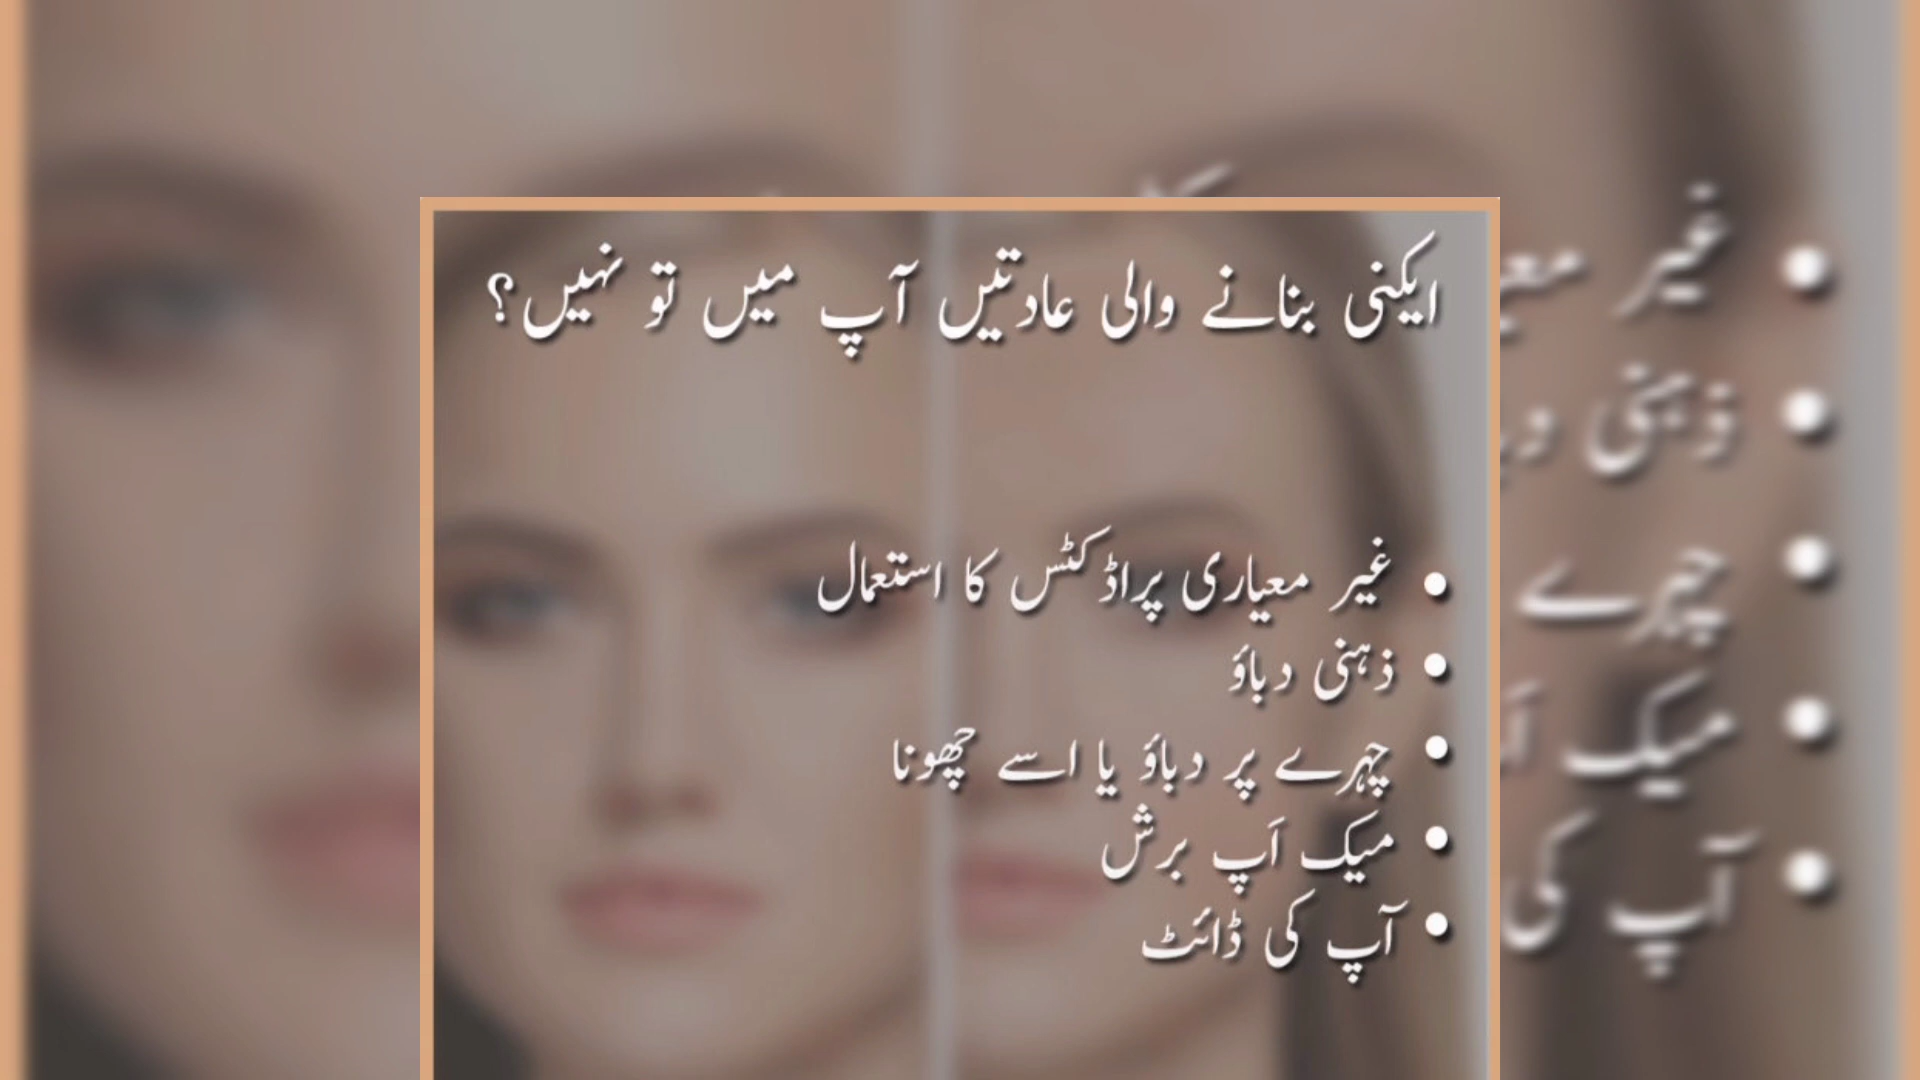 ایکنی بنانے والی عادتیں آپ میں تو نہیں؟
• غیر معیاری پراڈکٹس کا استعمال
• ذہنی دباؤ
• چہرے پر دباؤ یا اسے چھونا
• میک اَپ برش
• آپ کی ڈائٹ